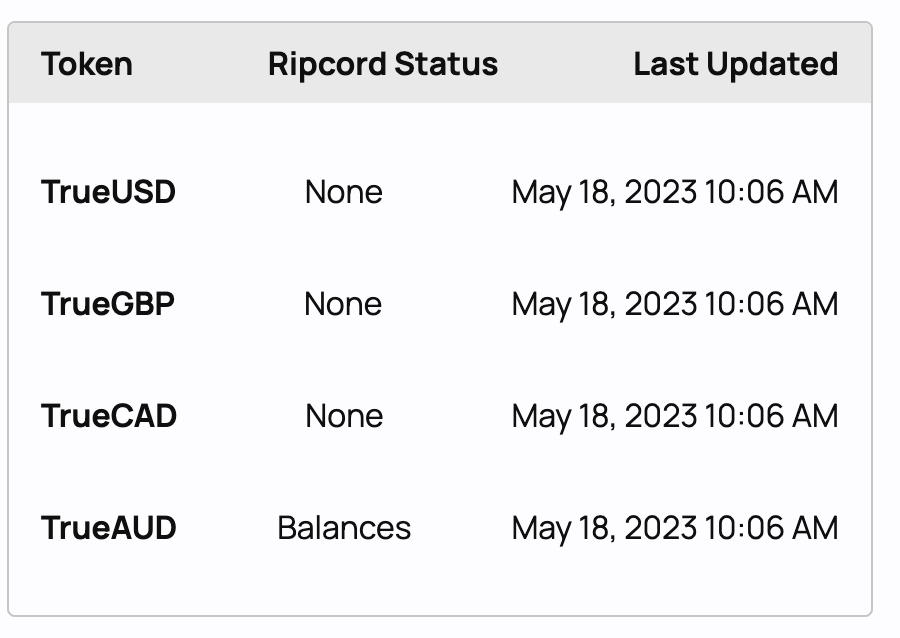 Token Ripcord Status Last Updated
TrueUSD None May 18, 2023 10:06 AM
TrueGBP None May 18, 2023 10:06 AM
TrueCAD None May 18, 2023 10:06 AM
TrueAUD Balances May 18, 2023 10:06 AM